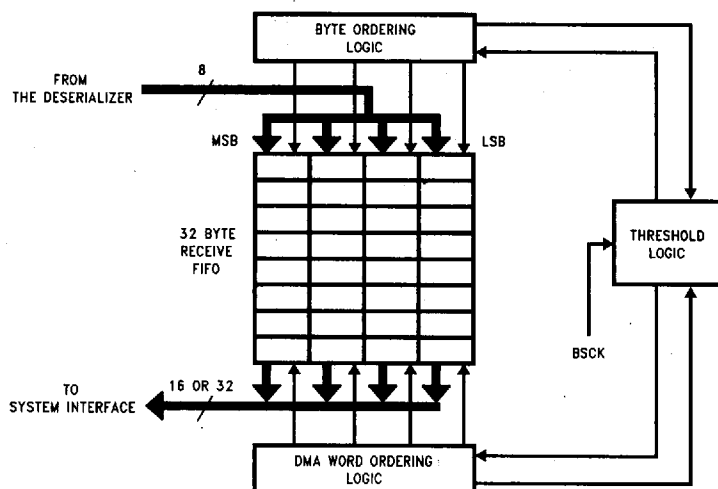 BYTE ORDERING
LOGIC
8
FROM
THE DESERIALIZER
MSB
LSB
32 BYTE
RECEIVE
FIFO
THRESHOLD
LOGIC
BSCK
16 OR 32
TO
SYSTEM INTERFACE
DMA WORD ORDERING
LOGIC